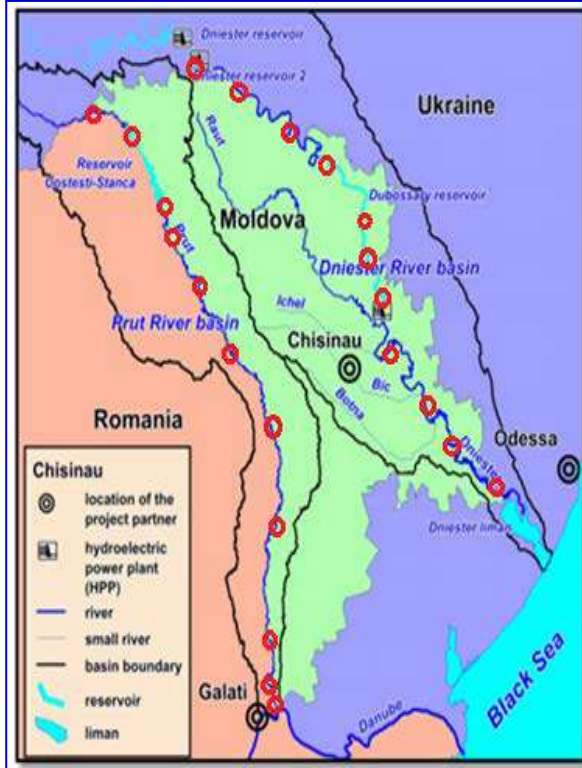 Dniester reservoir
Dniester reservoir 2
Ukraine
Raut
Reservoir
Costesti-Stanca
Dubossary reservoir
Moldova
Prut
Dniester River basin
Ichel
Prut River basin
Chisinau
Bic
Botna
Romania
Odessa
Dniester
Dniester liman
Chisinau
location of the
project partner
hydroelectric
power plant
(HPP)
river
small river
basin boundary
reservoir
liman
Galati
Danube
Black Sea